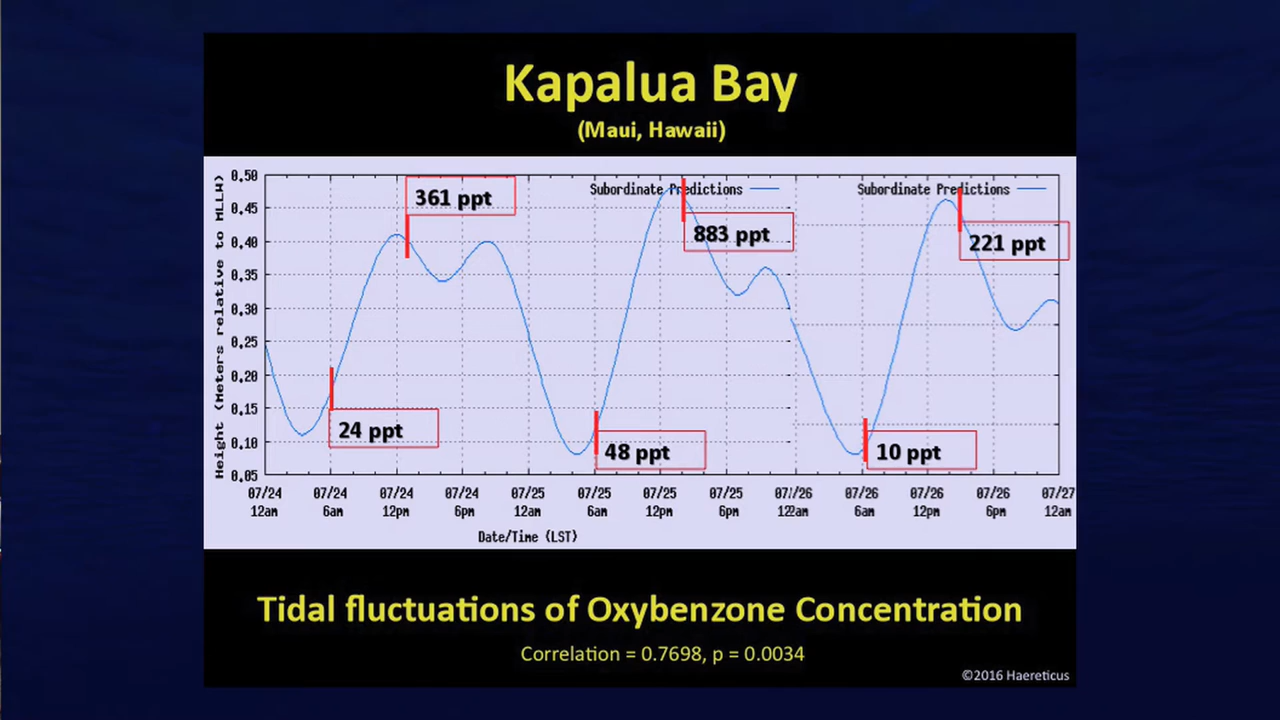 Kapalua Bay
(Maui, Hawaii)
Height (Meters relative to MLLW)
0.50
0.45
0.40
0.35
0.30
0.25
0.20
0.15
0.10
0.05
Subordinate Predictions
Subordinate Predictions
361 ppt
883 ppt
221 ppt
24 ppt
48 ppt
10 ppt
07/24 07/24 07/24 07/24 07/25 07/25 07/25 07/25 07/26 07/26 07/26 07/26 07/27
12am 6am 12pm 6pm 12am 6am 12pm 6pm 12am 6am 12pm 6pm 12am
Date/Time (LST)
Tidal fluctuations of Oxybenzone Concentration
Correlation = 0.7698, p = 0.0034
©2016 Haereticus